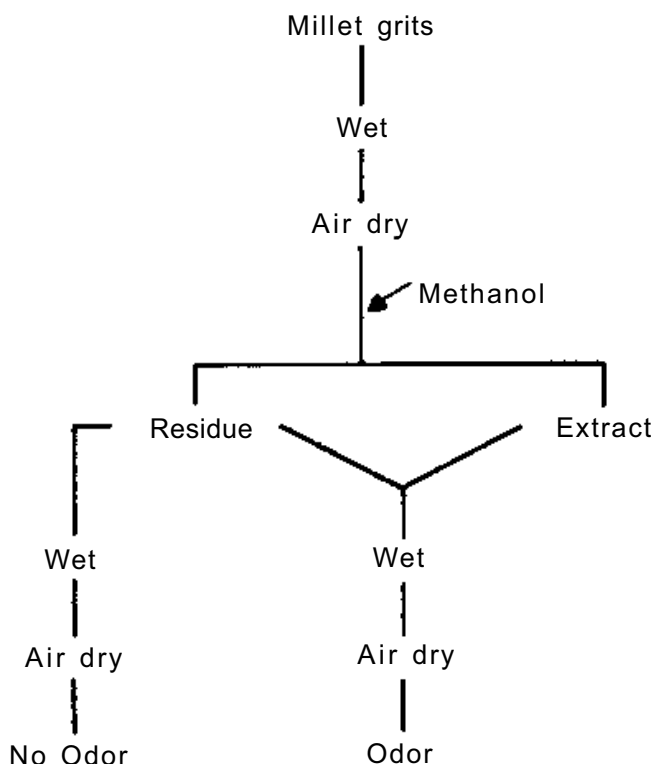 Millet grits
Wet
Air dry
Methanol
Residue
Extract
Wet
Wet
Air dry
Air dry
No Odor
Odor